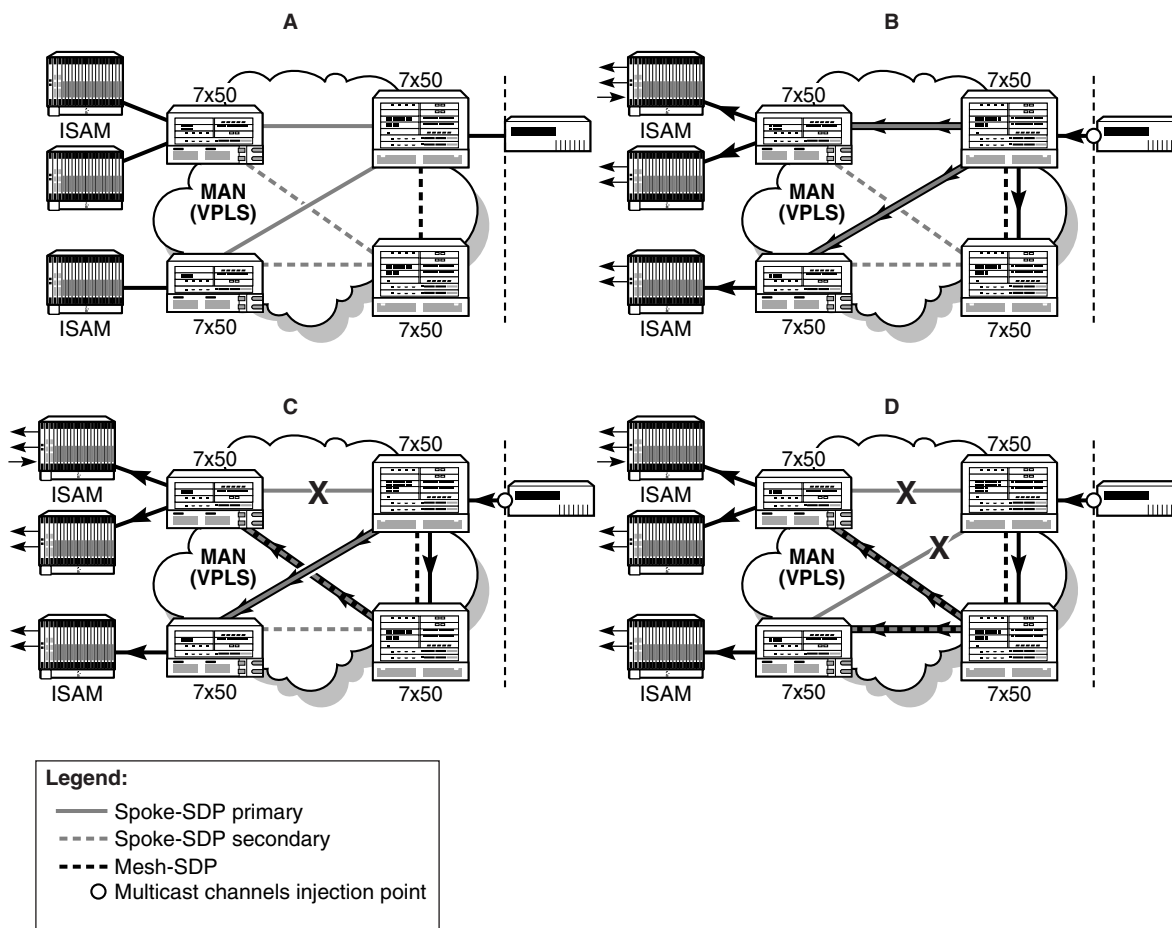 A
B
7x50
7x50
ISAM
MAN
(VPLS)
ISAM
7x50
7x50
7x50
7x50
ISAM
MAN
(VPLS)
ISAM
7x50
7x50
C
D
7x50
7x50
ISAM
X
MAN
(VPLS)
ISAM
7x50
7x50
7x50
7x50
ISAM
X
X
MAN
(VPLS)
ISAM
7x50
7x50
Legend:
Spoke-SDP primary
Spoke-SDP secondary
Mesh-SDP
Multicast channels injection point